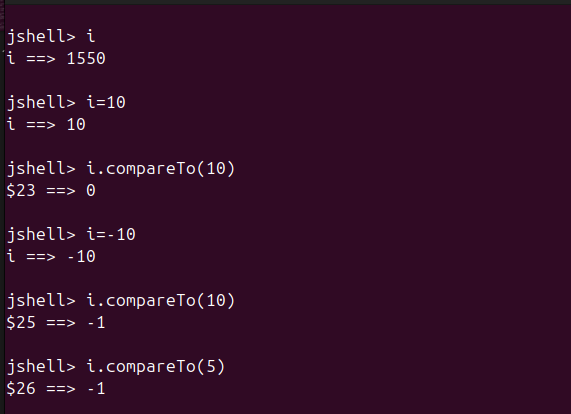 jshell> i
i ==> 1550
jshell> i=10
i ==> 10
jshell> i.compareTo(10)
$23 ==> 0
jshell> i=-10
i ==> -10
jshell> i.compareTo(10)
$25 ==> -1
jshell> i.compareTo(5)
$26 ==> -1